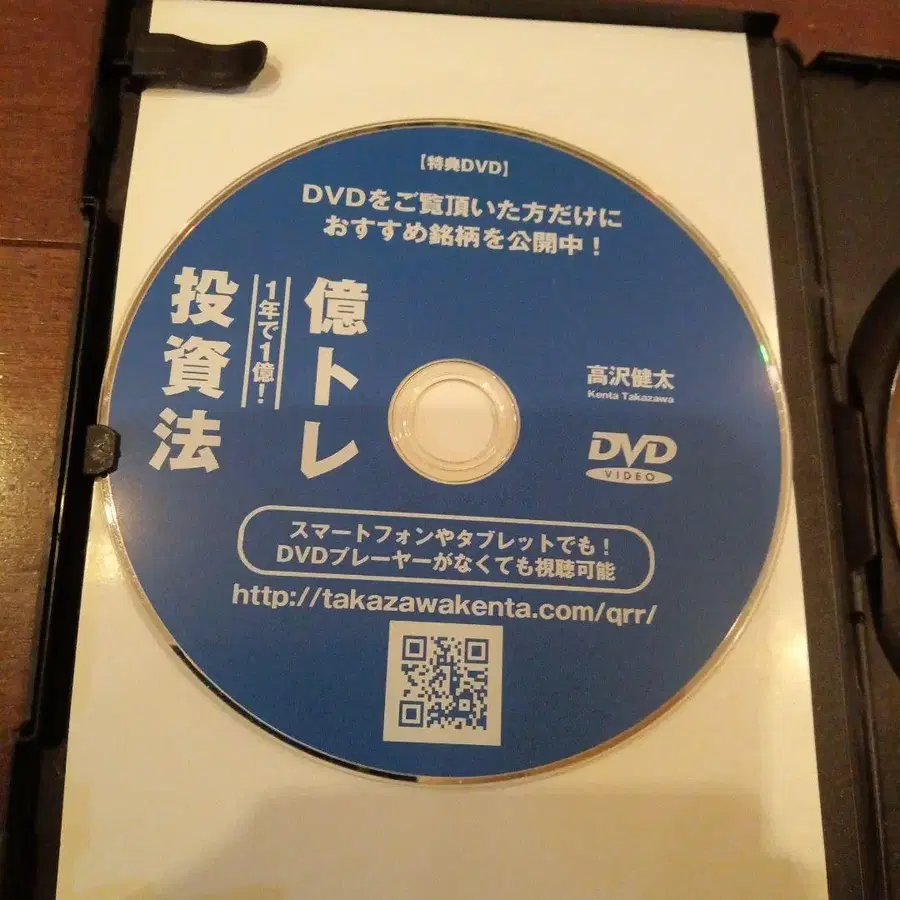 【特典DVD】
DVDをご覧頂いた方だけに
おすすめ銘柄を公開中！
億トレ
1年で1億！
投資法
高沢健太
Kenta Takazawa
DVD
VIDEO
スマートフォンやタブレットでも！
DVDプレーヤーがなくても視聴可能
http://takazawakenta.com/qrr/